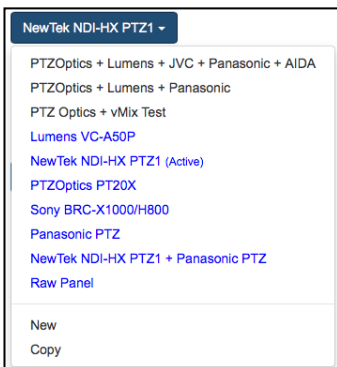 NewTek NDI-HX PTZ1
PTZOptics + Lumens + JVC + Panasonic + AIDA
PTZOptics + Lumens + Panasonic
PTZ Optics + vMix Test
Lumens VC-A50P
NewTek NDI-HX PTZ1 (Active)
PTZOptics PT20X
Sony BRC-X1000/H800
Panasonic PTZ
NewTek NDI-HX PTZ1 + Panasonic PTZ
Raw Panel
New
Copy